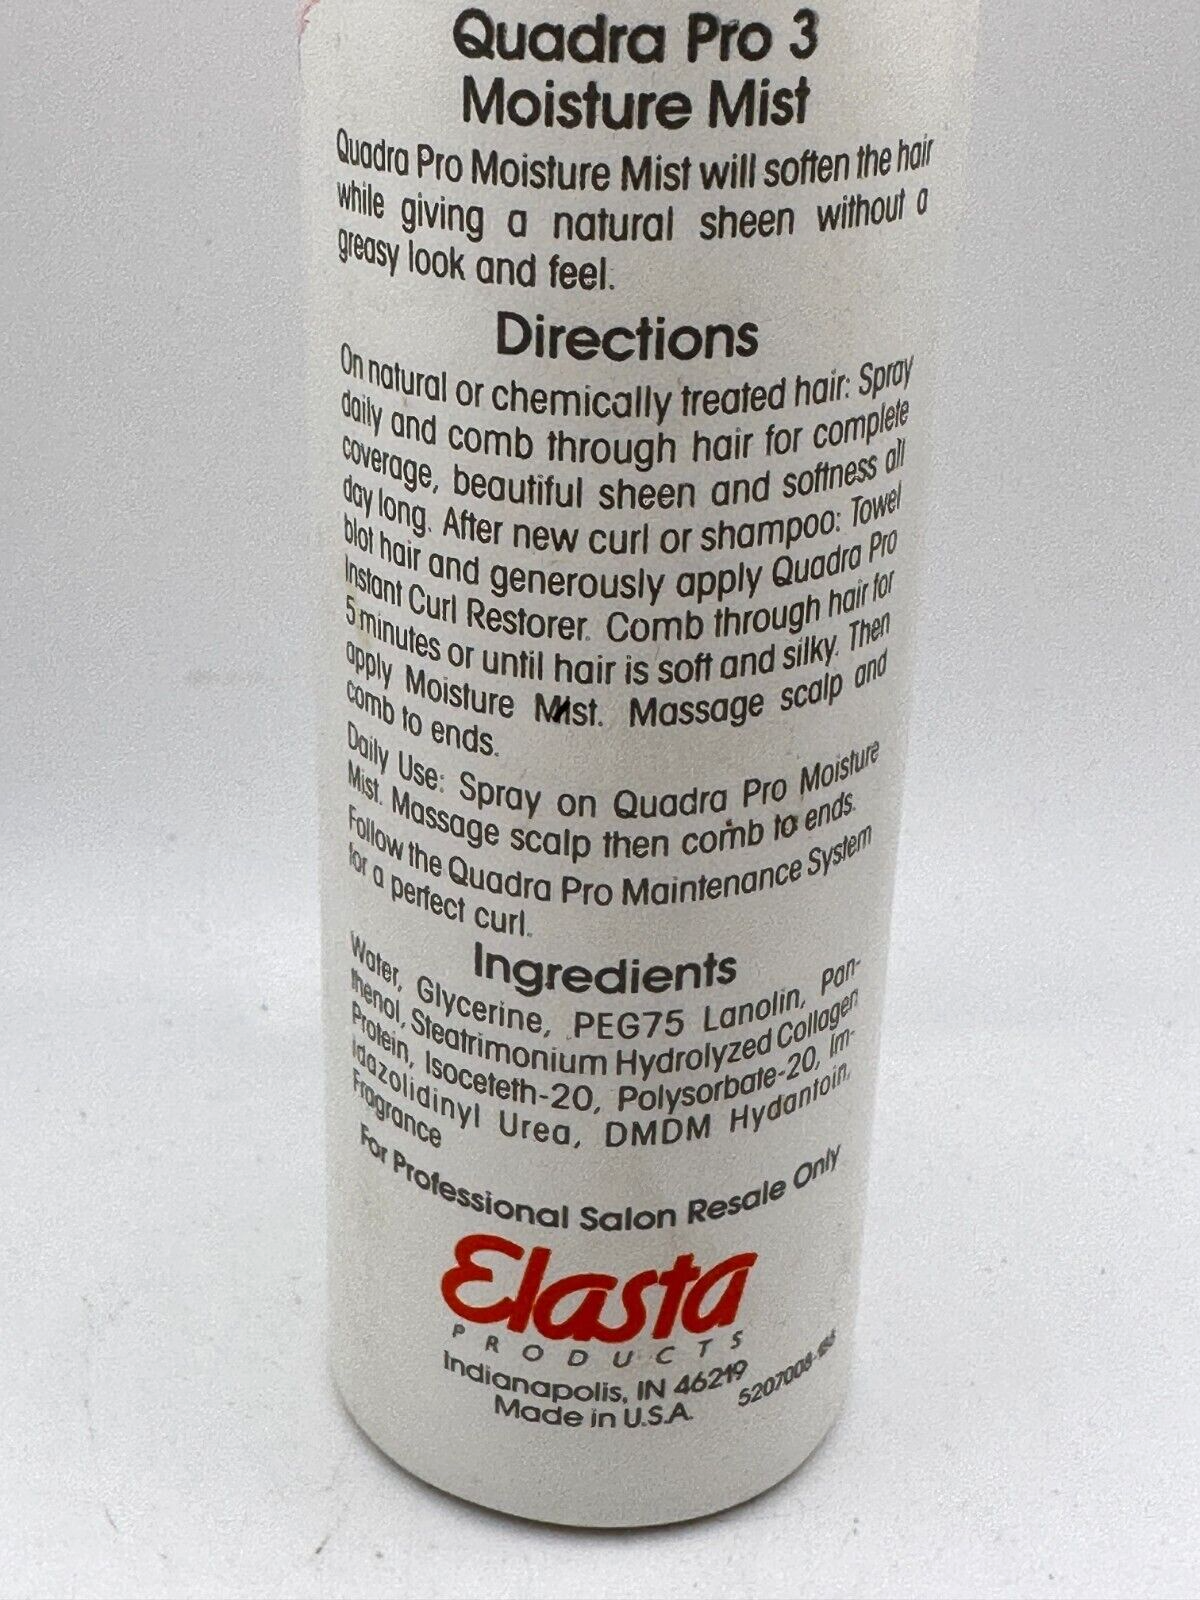 Quadra Pro 3
Moisture Mist
Quadra Pro Moisture Mist will soften the hair
while giving a natural sheen without a
greasy look and feel.
Directions
On natural or chemically treated hair: Spray
daily and comb through hair for complete
coverage, beautiful sheen and softness all
day long. After new curl or shampoo: Towel
blot hair and generously apply Quadra Pro
Instant Curl Restorer. Comb through hair for
5 minutes or until hair is soft and silky. Then
apply Moisture Mist. Massage scalp and
comb to ends.
Daily Use: Spray on Quadra Pro Moisture
Mist. Massage scalp then comb to ends.
Follow the Quadra Pro Maintenance System
for a perfect curl.
Ingredients
Water, Glycerine, PEG75 Lanolin, Pan-
thenol, Steatrimonium Hydrolyzed Collagen
Protein, Isoceteth-20, Polysorbate-20, Im-
idazolidinyl Urea, DMDM Hydantoin,
Fragrance
For Professional Salon Resale Only
Elasta
PRODUCTS
Indianapolis, IN 46219
Made in U.S.A.